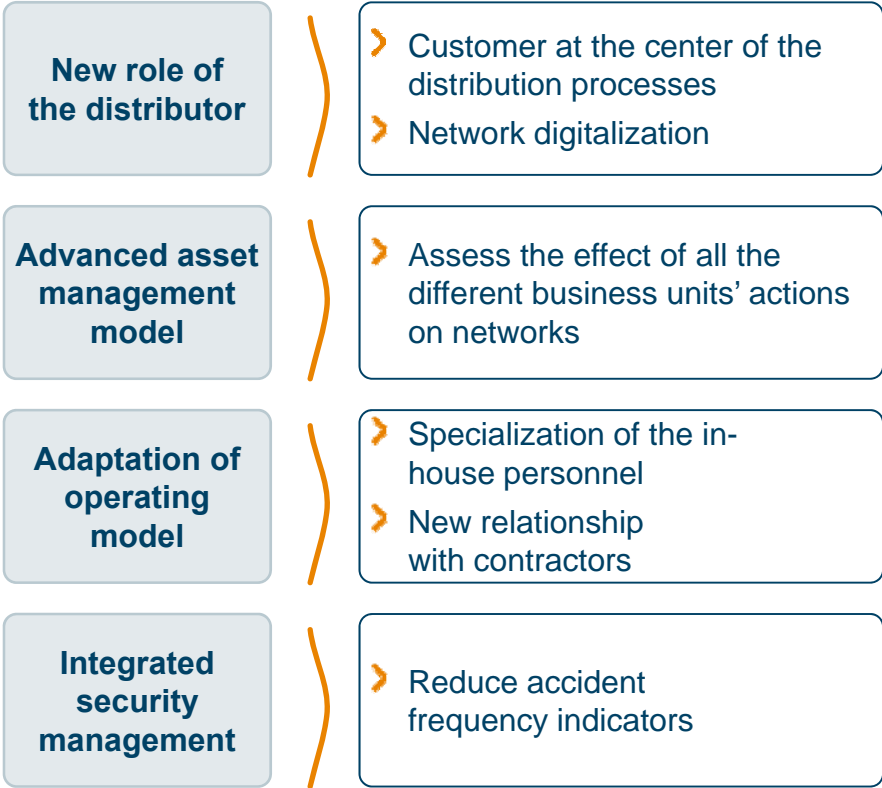 New role of
the distributor
Customer at the center of the
distribution processes
Network digitalization
Advanced asset
management
model
Assess the effect of all the
different business units’ actions
on networks
Adaptation of
operating
model
Specialization of the in-
house personnel
New relationship
with contractors
Integrated
security
management
Reduce accident
frequency indicators